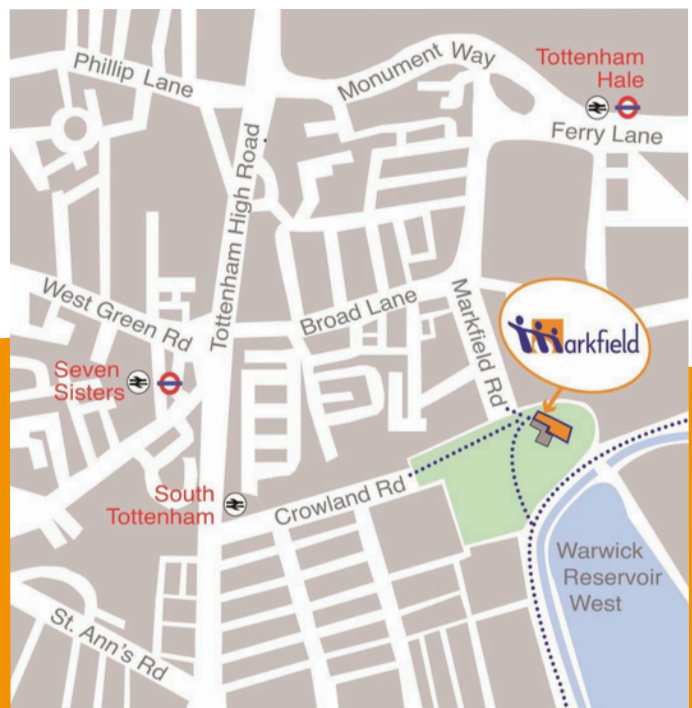 Phillip Lane
Monument Way
Tottenham
Hale
Ferry Lane
Tottenham High Road
West Green Rd
Broad Lane
Markfield Rd
Markfield
Seven
Sisters
South
Tottenham
Crowland Rd
Warwick
Reservoir
West
St. Ann's Rd